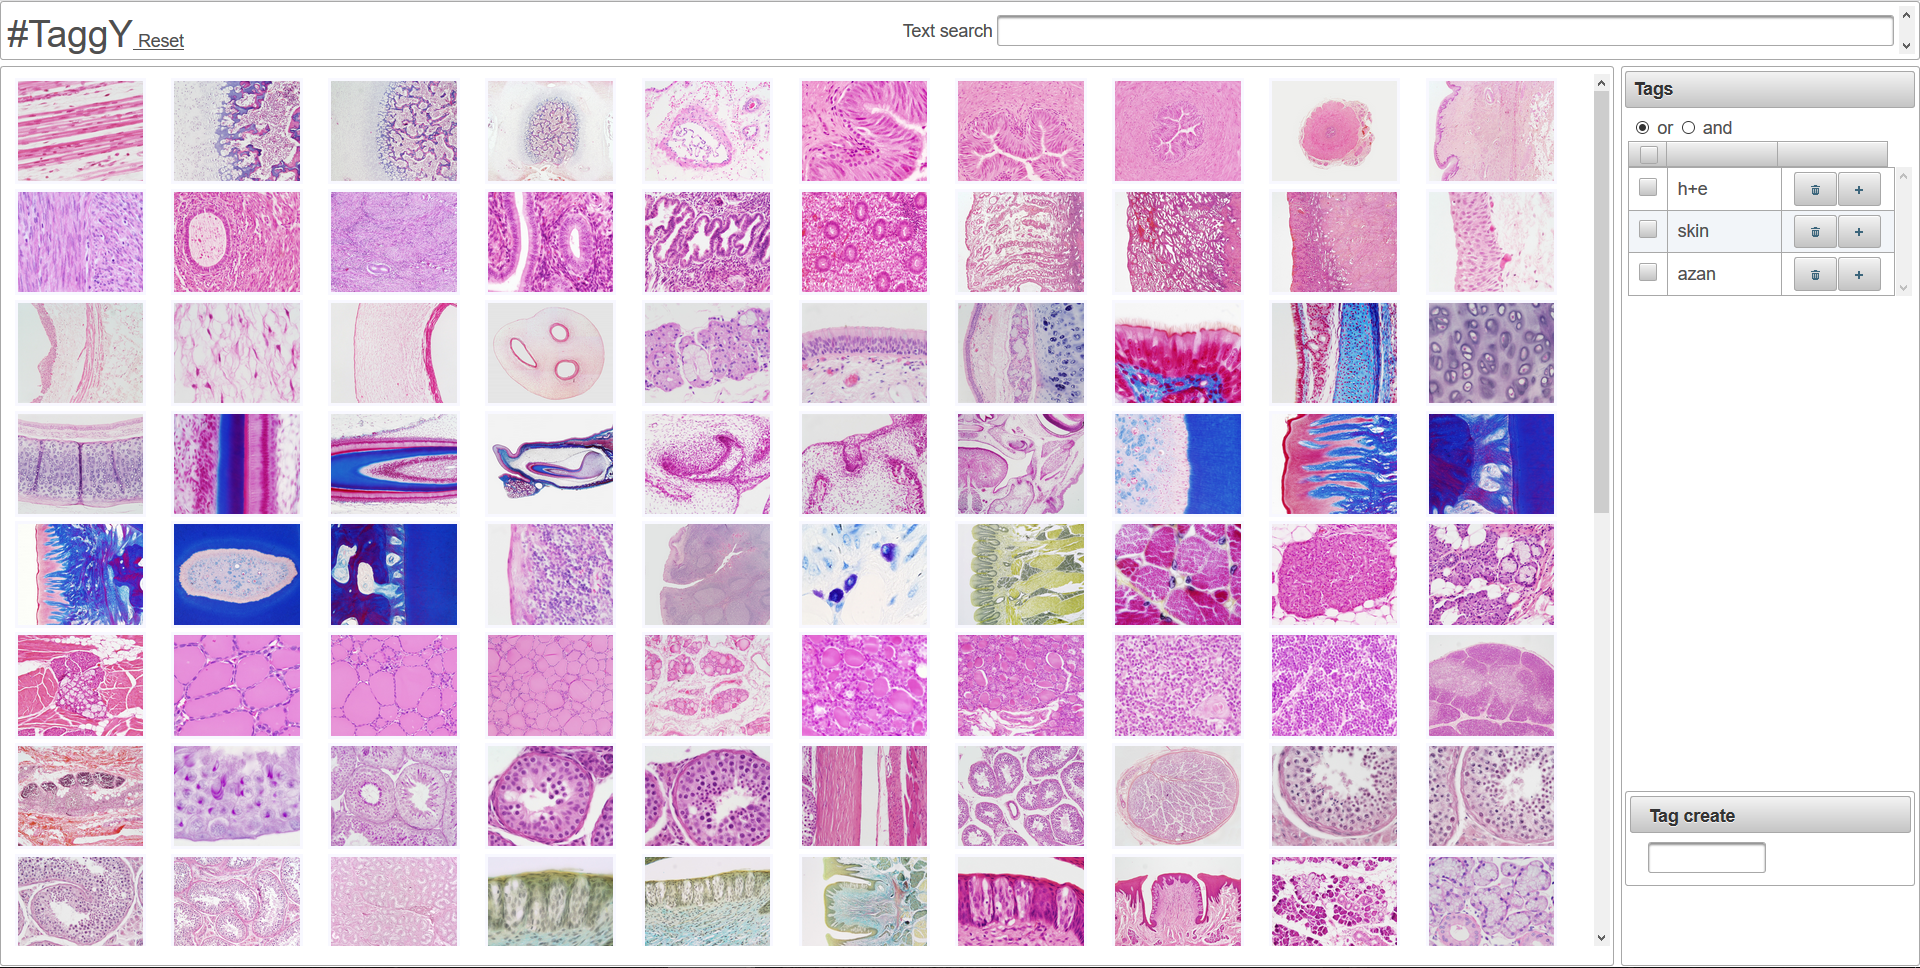 #TaggY Reset
Text search
Tags
or and
h+e
skin
azan
Tag create